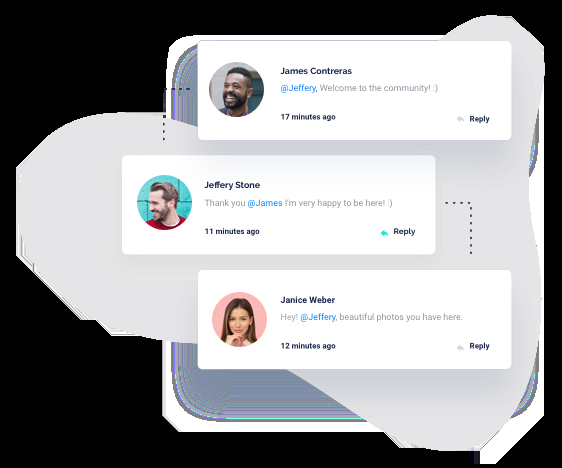 James Contreras
@Jeffery, Welcome to the community! :)
17 minutes ago
Reply
Jeffery Stone
Thank you @James I'm very happy to be here! :)
11 minutes ago
Reply
Janice Weber
Hey! @Jeffery, beautiful photos you have here.
12 minutes ago
Reply